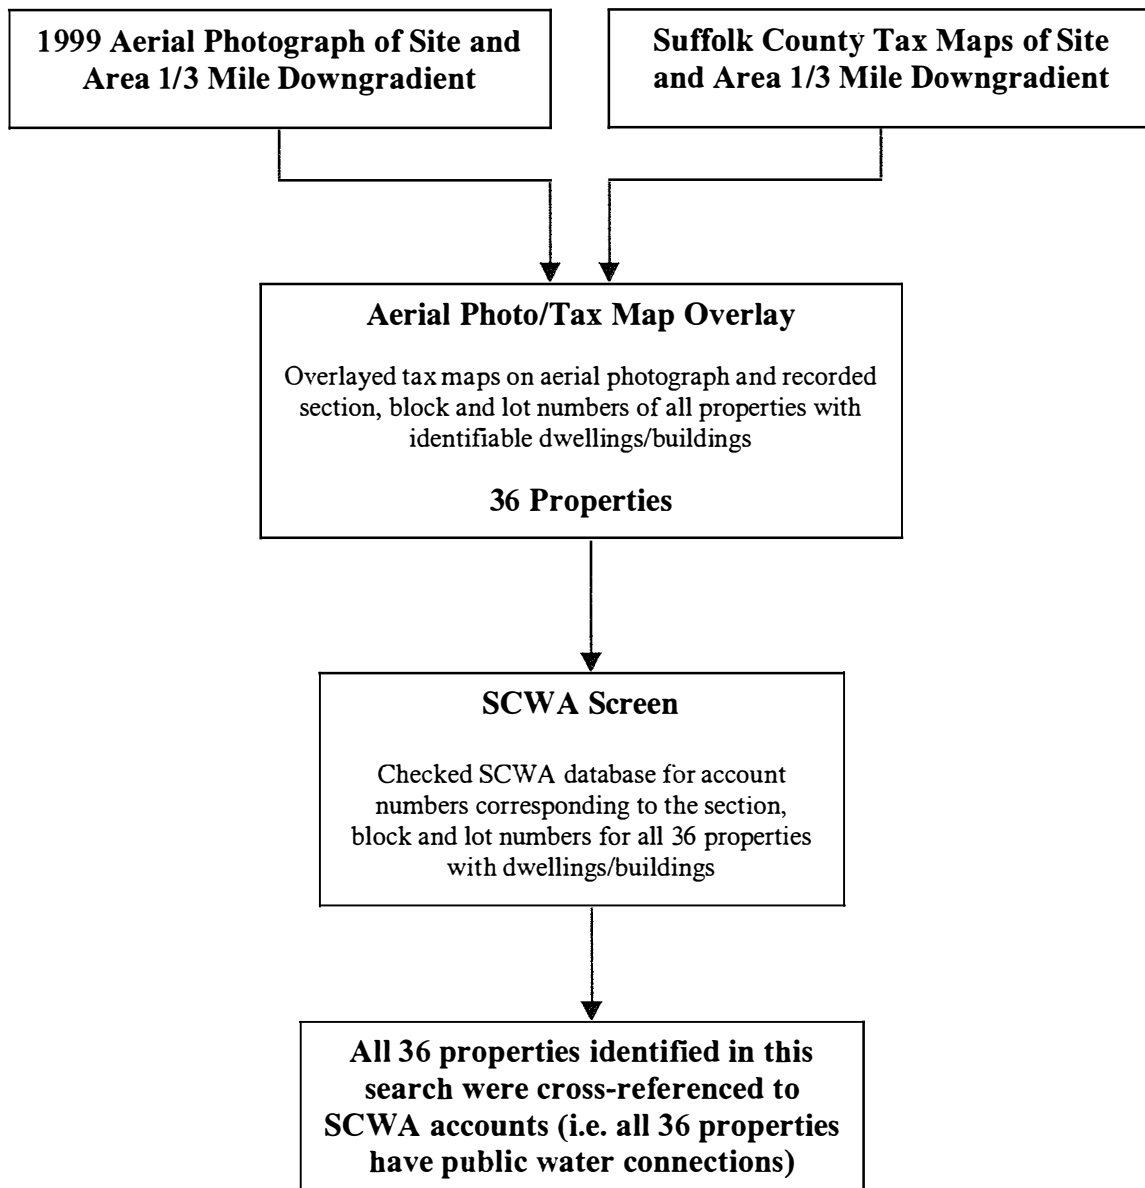 1999 Aerial Photograph of Site and
Area 1/3 Mile Downgradient
Suffolk County Tax Maps of Site
and Area 1/3 Mile Downgradient
Aerial Photo/Tax Map Overlay
Overlayed tax maps on aerial photograph and recorded
section, block and lot numbers of all properties with
identifiable dwellings/buildings
36 Properties
SCWA Screen
Checked SCWA database for account
numbers corresponding to the section,
block and lot numbers for all 36 properties
with dwellings/buildings
All 36 properties identified in this
search were cross-referenced to
SCWA accounts (i.e. all 36 properties
have public water connections)